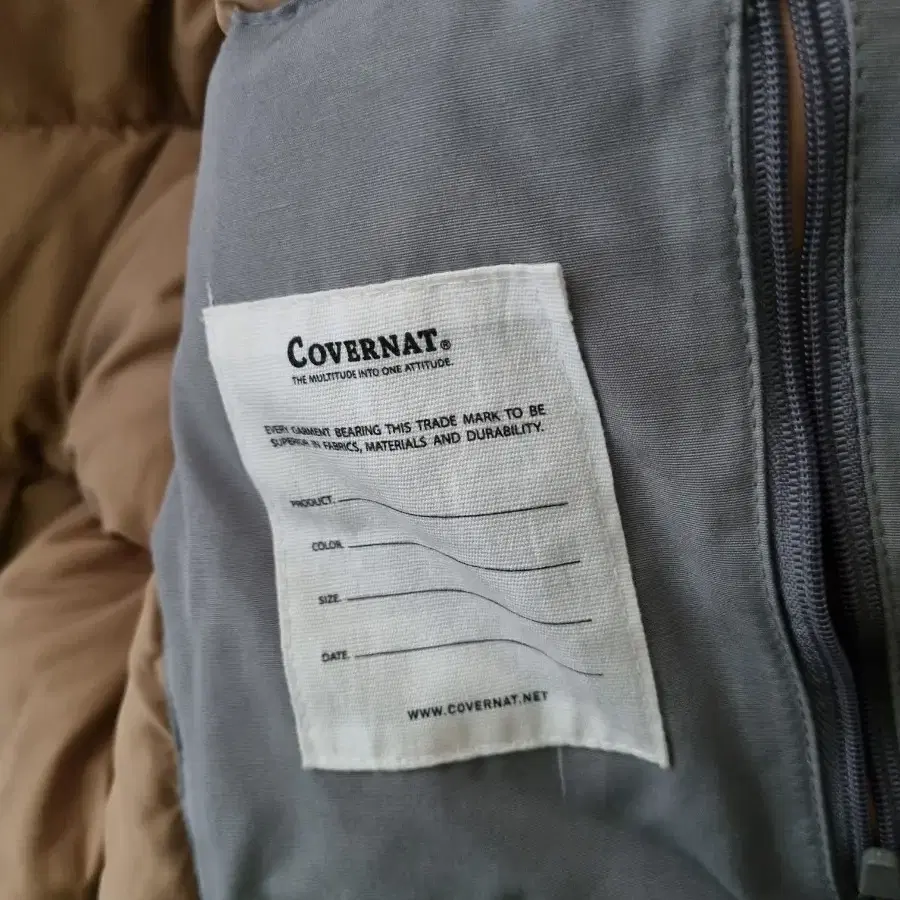 COVERNAT®
THE MULTITUDE INTO ONE ATTITUDE.
EVERY GARMENT BEARING THIS TRADE MARK TO BE
SUPERIOR IN FABRICS, MATERIALS AND DURABILITY.
PRODUCT.
COLOR.
SIZE.
DATE.
WWW.COVERNAT.NET